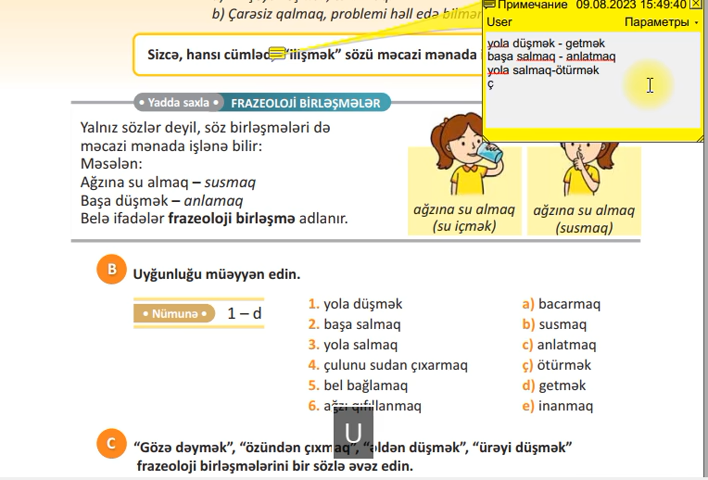 b) Çarəsiz qalmaq, problemi həll edə
Sizcə, hansı cümlədə “ilişmək” sözü məcazi mənada
Примечание 09.08.2023 15:49:40
User Параметры
yola düşmək - getmək
başa salmaq - anlatmaq
yola salmaq-ötürmək
ç
• Yadda saxla • FRAZEOLOJİ BİRLƏŞMƏLƏR
Yalnız sözlər deyil, söz birləşmələri də
məcazi mənada işlənə bilir:
Məsələn:
Ağzına su almaq – susmaq
Başa düşmək – anlamaq
Belə ifadələr frazeoloji birləşmə adlanır.
ağzına su almaq
(su içmək)
ağzına su almaq
(susmaq)
B Uyğunluğu müəyyən edin.
• Nümunə • 1 – d
1. yola düşmək
2. başa salmaq
3. yola salmaq
4. çulunu sudan çıxarmaq
5. bel bağlamaq
6. ağzı qıfıllanmaq
a) bacarmaq
b) susmaq
c) anlatmaq
ç) ötürmək
d) getmək
e) inanmaq
U
C “Gözə dəymək”, “özündən çıxmaq”, “əldən düşmək”, “ürəyi düşmək”
frazeoloji birləşmələrini bir sözlə əvəz edin.